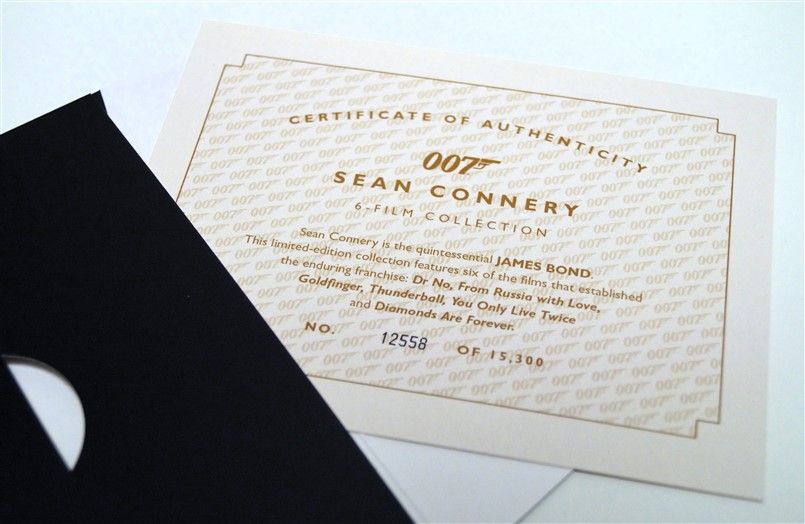 CERTIFICATE OF AUTHENTICITY
007
SEAN CONNERY
6-FILM COLLECTION
Sean Connery is the quintessential JAMES BOND.
This limited-edition collection features six of the films that established
the enduring franchise: Dr No, From Russia with Love,
Goldfinger, Thunderball, You Only Live Twice
and Diamonds Are Forever.
NO. 12558 OF 15,300